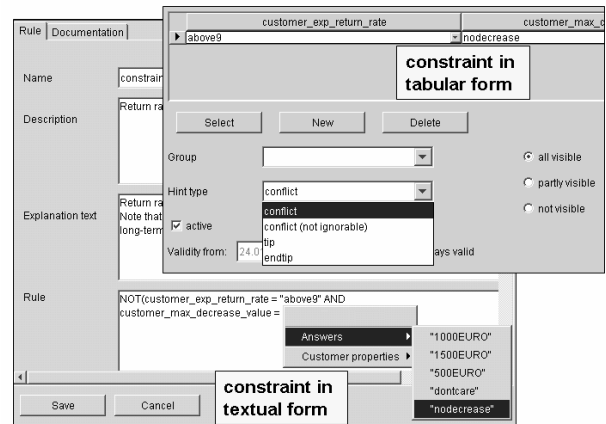 customer_exp_return_rate customer_max_d
above9 nodecrease
constraint in
tabular form
Select New Delete
Group
all visible
Hint type conflict
partly visible
not visible
conflict
conflict (not ignorable)
tip
endtip
active
Validity from: 24.0 ays valid
Rule Documentation
Name constrain
Description Return ra
Explanation text Return ra
Note that
long-term
Rule NOT(customer_exp_return_rate = "above9" AND
customer_max_decrease_value =
Answers
Customer properties
"1000EURO"
"1500EURO"
"500EURO"
"dontcare"
"nodecrease"
constraint in
textual form
Save Cancel